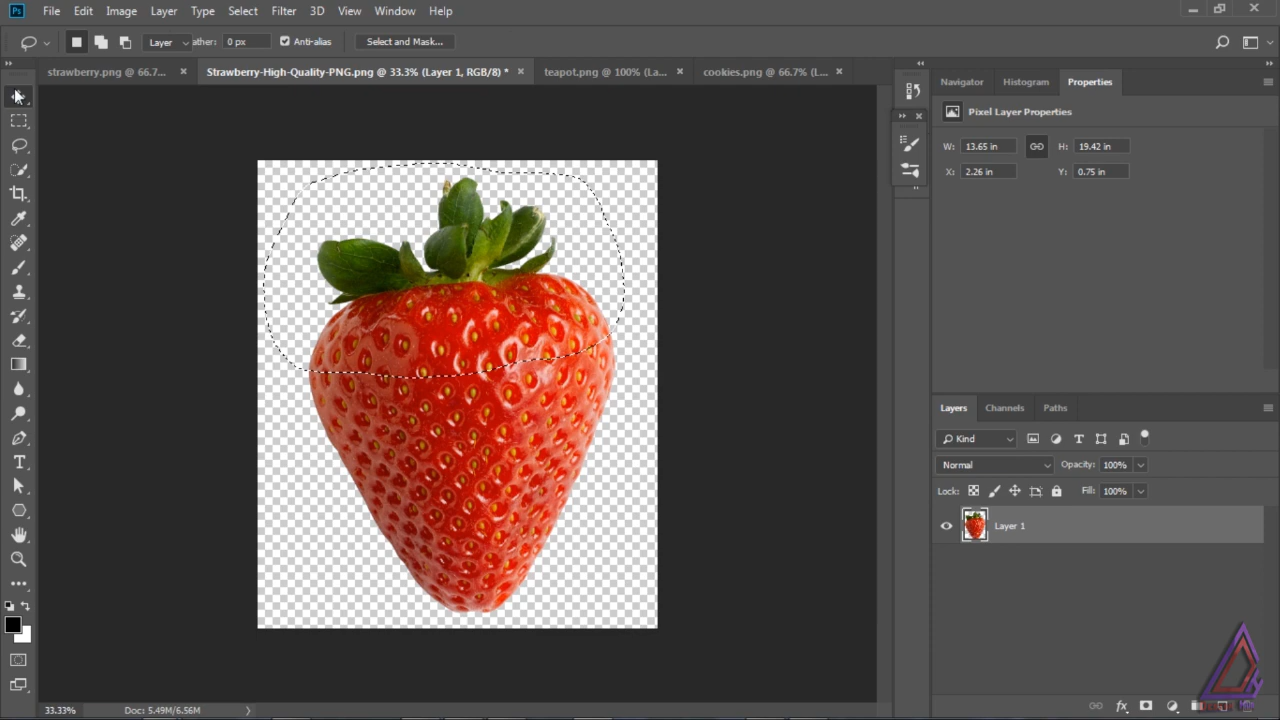 Ps File Edit Image Layer Type Select Filter 3D View Window Help
Layer ather: 0 px Anti-alias Select and Mask...
strawberry.png @ 66.7... × Strawberry-High-Quality-PNG.png @ 33.3% (Layer 1, RGB/8) * × teapot.png @ 100% (La... × cookies.png @ 66.7% (L... ×
Navigator Histogram Properties
Pixel Layer Properties
W: 13.65 in H: 19.42 in
X: 2.26 in Y: 0.75 in
Layers Channels Paths
Kind
Normal Opacity: 100%
Lock: Fill: 100%
Layer 1
33.33% Doc: 5.49M/6.56M
fx